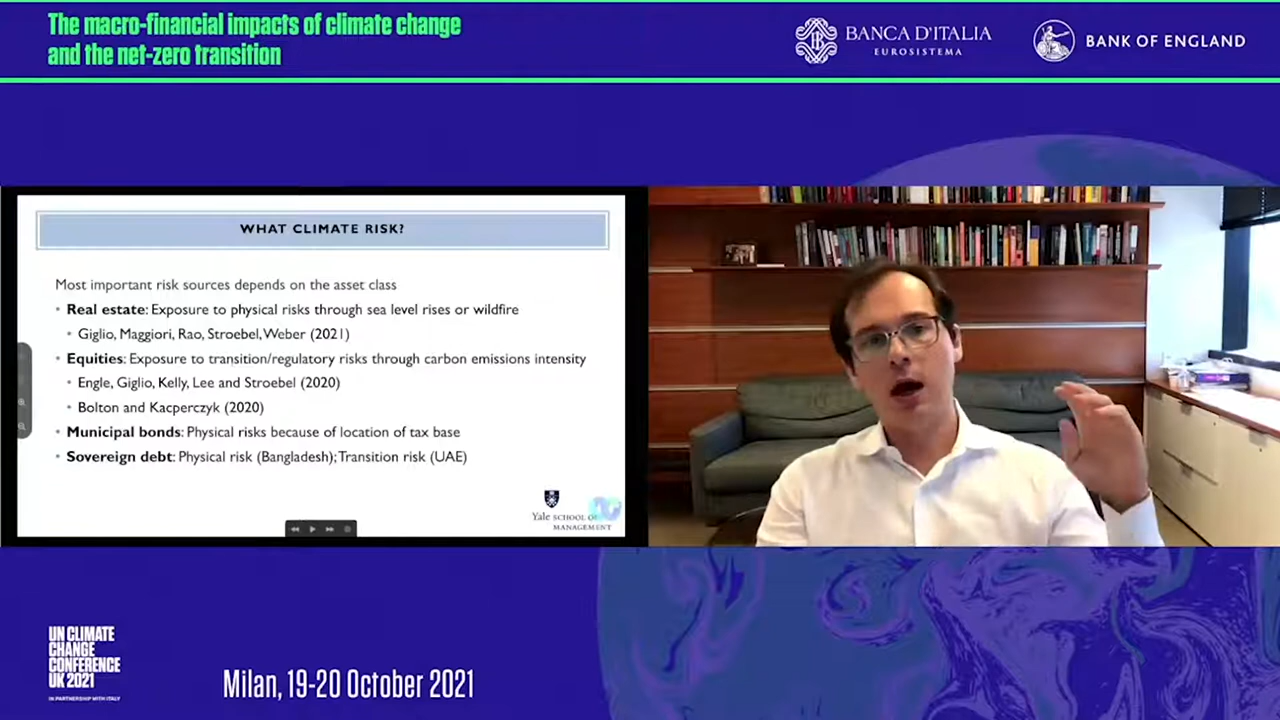 The macro-financial impacts of climate change
and the net-zero transition
BANCA D'ITALIA
EUROSISTEMA
BANK OF ENGLAND
WHAT CLIMATE RISK?
Most important risk sources depends on the asset class
• Real estate: Exposure to physical risks through sea level rises or wildfire
• Giglio, Maggiori, Rao, Stroebel, Weber (2021)
• Equities: Exposure to transition/regulatory risks through carbon emissions intensity
• Engle, Giglio, Kelly, Lee and Stroebel (2020)
• Bolton and Kacperczyk (2020)
• Municipal bonds: Physical risks because of location of tax base
• Sovereign debt: Physical risk (Bangladesh); Transition risk (UAE)
Yale SCHOOL OF
MANAGEMENT
UN CLIMATE
CHANGE
CONFERENCE
UK 2021
IN PARTNERSHIP WITH ITALY
Milan, 19-20 October 2021